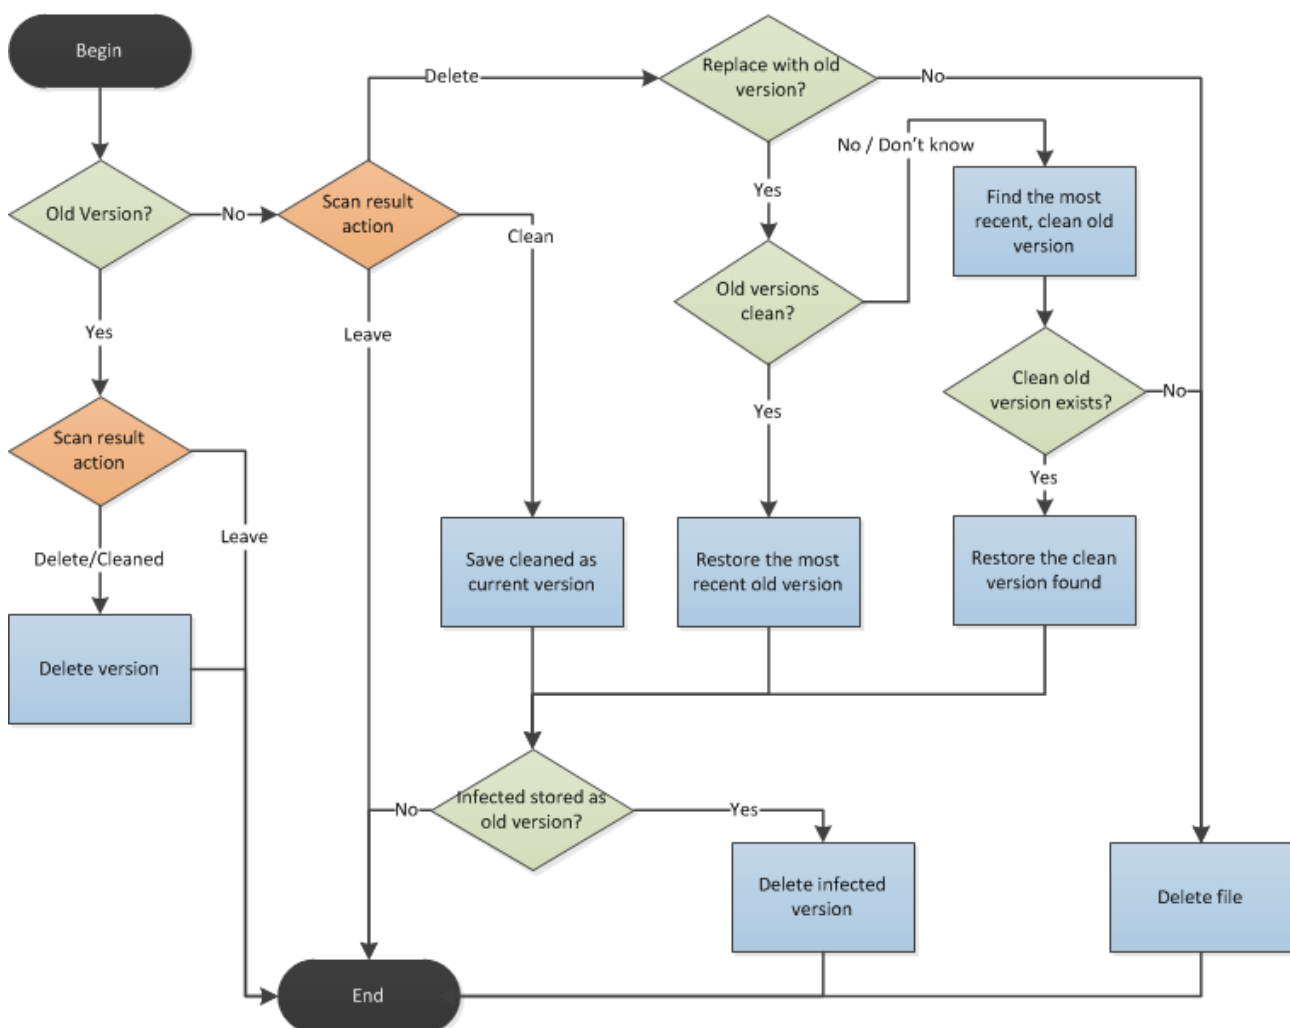 Begin
Delete
Replace with old
version?
No
No / Don't know
Old Version?
No
Scan result
action
Clean
Yes
Find the most
recent, clean old
version
Old versions
clean?
Yes
Leave
Clean old
version exists?
No
Yes
Scan result
action
Yes
Leave
Delete/Cleaned
Save cleaned as
current version
Restore the most
recent old version
Restore the clean
version found
Delete version
No
Infected stored as
old version?
Yes
Delete infected
version
Delete file
End